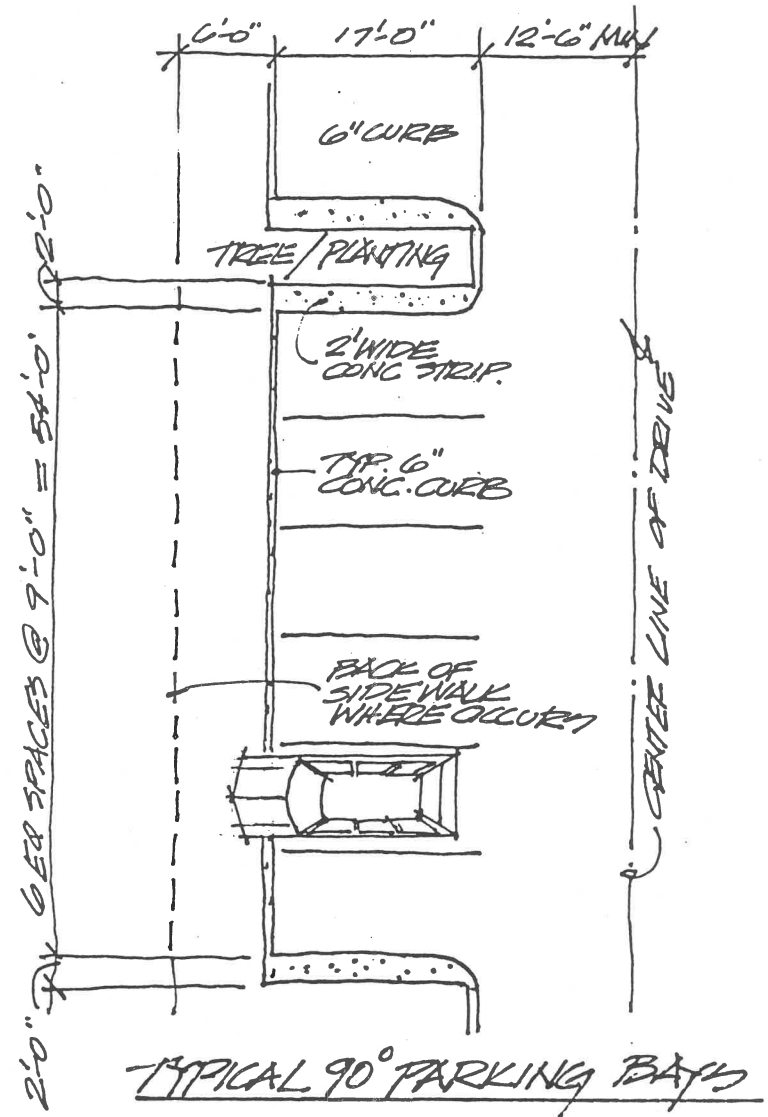 6'-0" 17'-0" 12'-6" MIN
6" CURB
TREE / PLANTING
2'-0"
2' WIDE
CONC STRIP.
6 EQ SPACES @ 9'-0" = 54'-0"
TYP. 6"
CONC. CURB
CENTER LINE OF DRIVE
BACK OF
SIDEWALK
WHERE OCCURS
2'-0"
TYPICAL 90° PARKING BAYS